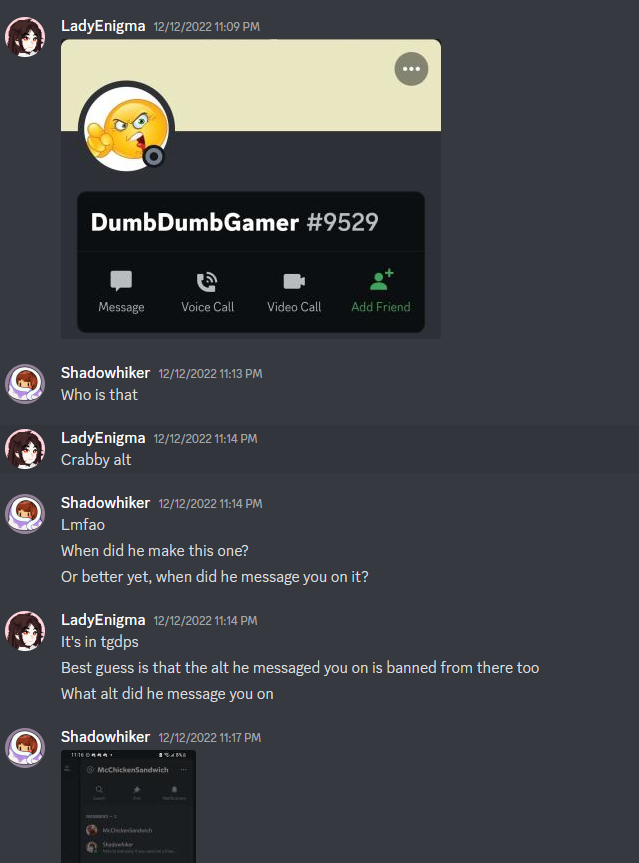 LadyEnigma 12/12/2022 11:09 PM
DumbDumbGamer #9529
Message Voice Call Video Call Add Friend
Shadowhiker 12/12/2022 11:13 PM
Who is that
LadyEnigma 12/12/2022 11:14 PM
Crabby alt
Shadowhiker 12/12/2022 11:14 PM
Lmfao
When did he make this one?
Or better yet, when did he message you on it?
LadyEnigma 12/12/2022 11:14 PM
It's in tgdps
Best guess is that the alt he messaged you on is banned from there too
What alt did he message you on
Shadowhiker 12/12/2022 11:17 PM
11:16
McChickenSandwich
Search Pins Notifications
MEMBERS — 2
McChickenSandwich
Shadowhiker